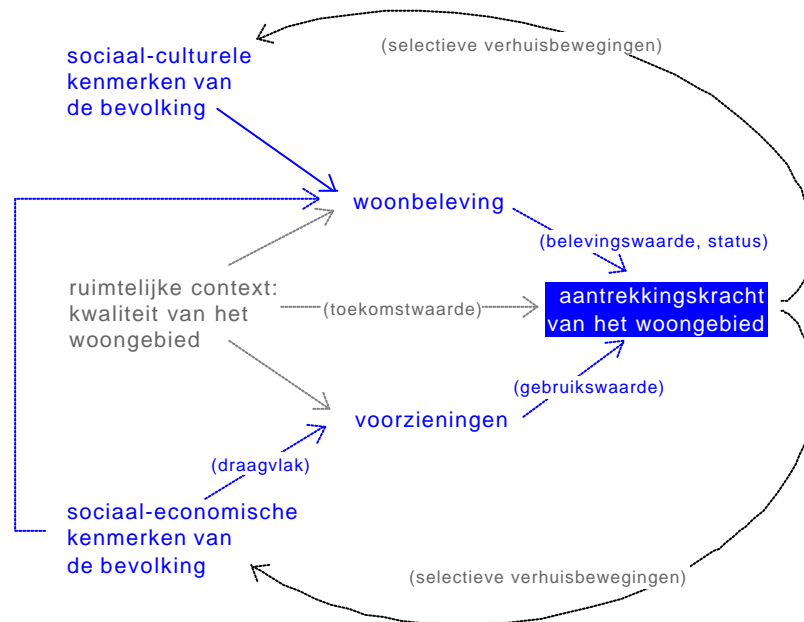 (selectieve verhuisbewegingen)
sociaal-culturele
kenmerken van
de bevolking
woonbeleving
(belevingswaarde, status)
ruimtelijke context:
kwaliteit van het
woongebied
(toekomstwaarde)
aantrekkingskracht
van het woongebied
(gebruikswaarde)
voorzieningen
(draagvlak)
sociaal-economische
kenmerken van
de bevolking
(selectieve verhuisbewegingen)